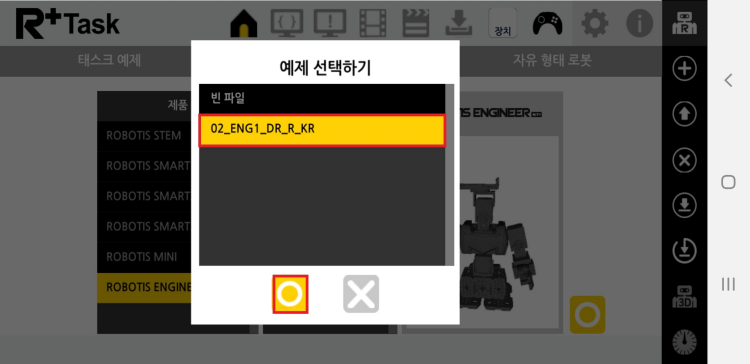 R+Task
장치
R
태스크 예제
자유 형태 로봇
예제 선택하기
빈 파일
02_ENG1_DR_R_KR
제품
ROBOTIS STEM
ROBOTIS SMART
ROBOTIS SMART
ROBOTIS SMART
ROBOTIS MINI
ROBOTIS ENGINE
IS ENGINEER
3D